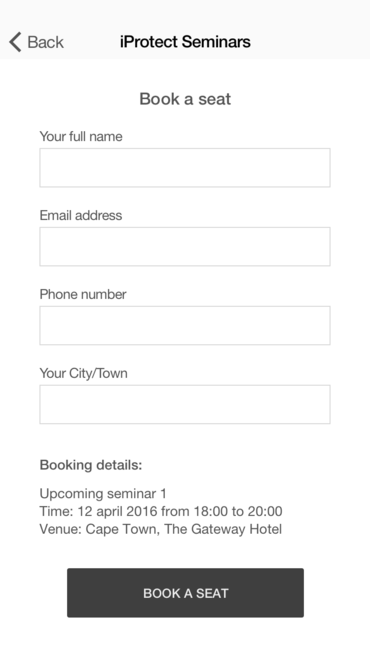 Back
iProtect Seminars
Book a seat
Your full name
Email address
Phone number
Your City/Town
Booking details:
Upcoming seminar 1
Time: 12 april 2016 from 18:00 to 20:00
Venue: Cape Town, The Gateway Hotel
BOOK A SEAT